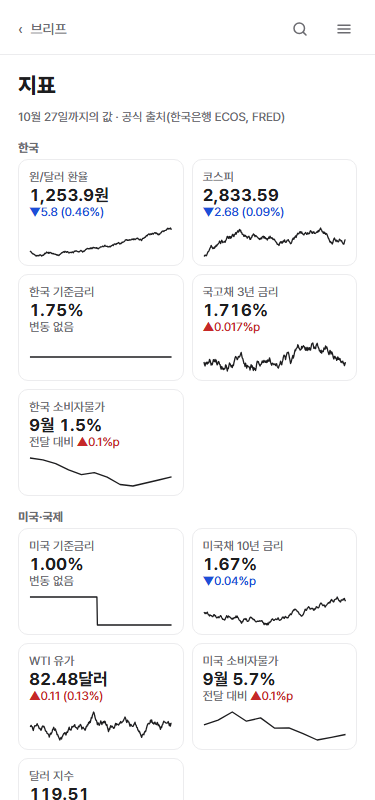 ‹ 브리프
지표
10월 27일까지의 값 · 공식 출처(한국은행 ECOS, FRED)
한국
원/달러 환율
1,253.9원
▼5.8 (0.46%)
코스피
2,833.59
▼2.68 (0.09%)
한국 기준금리
1.75%
변동 없음
국고채 3년 금리
1.716%
▲0.017%p
한국 소비자물가
9월 1.5%
전달 대비 ▲0.1%p
미국·국제
미국 기준금리
1.00%
변동 없음
미국채 10년 금리
1.67%
▼0.04%p
WTI 유가
82.48달러
▲0.11 (0.13%)
미국 소비자물가
9월 5.7%
전달 대비 ▲0.1%p
달러 지수
119.51